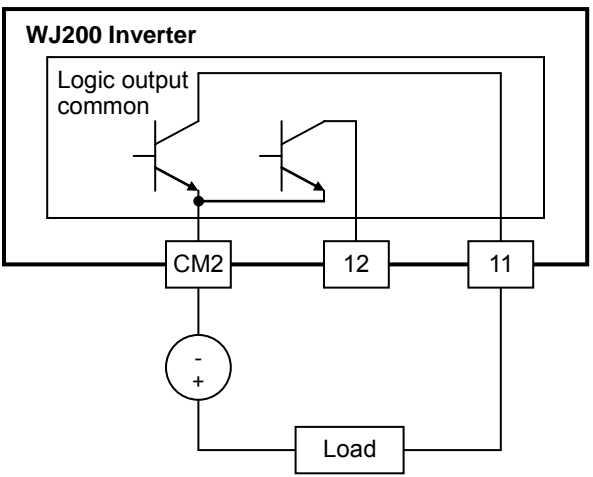 WJ200 Inverter
Logic output
common
CM2
12
11
-
+
Load